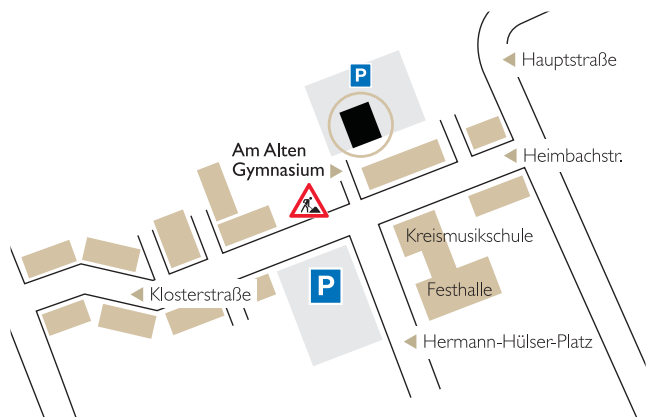 Hauptstraße
P
Am Alten
Gymnasium
Heimbachstr.
Kreismusikschule
P
Festhalle
Klosterstraße
Hermann-Hülser-Platz